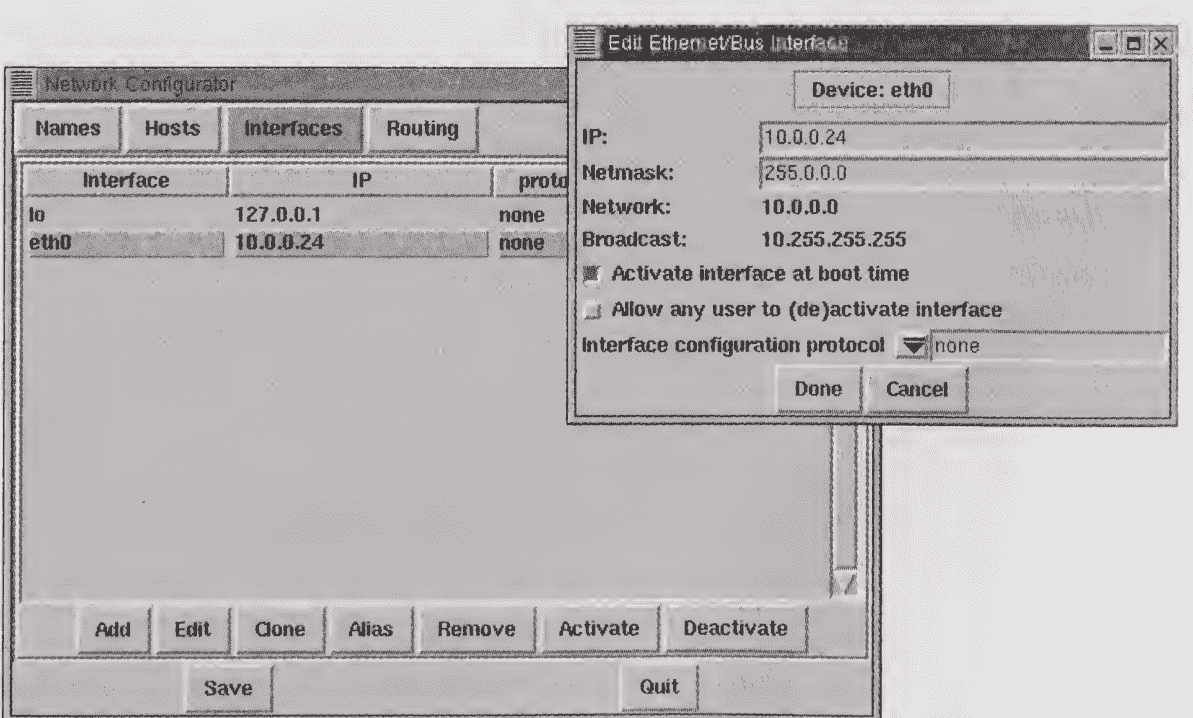 Edit Ethernet/Bus Interface
Device: eth0
IP: 10.0.0.24
Netmask: 255.0.0.0
Network: 10.0.0.0
Broadcast: 10.255.255.255
Activate interface at boot time
Allow any user to (de)activate interface
Interface configuration protocol none
Done Cancel
Network Configurator
Names Hosts Interfaces Routing
Interface IP proto
lo 127.0.0.1 none
eth0 10.0.0.24 none
Add Edit Clone Alias Remove Activate Deactivate
Save Quit